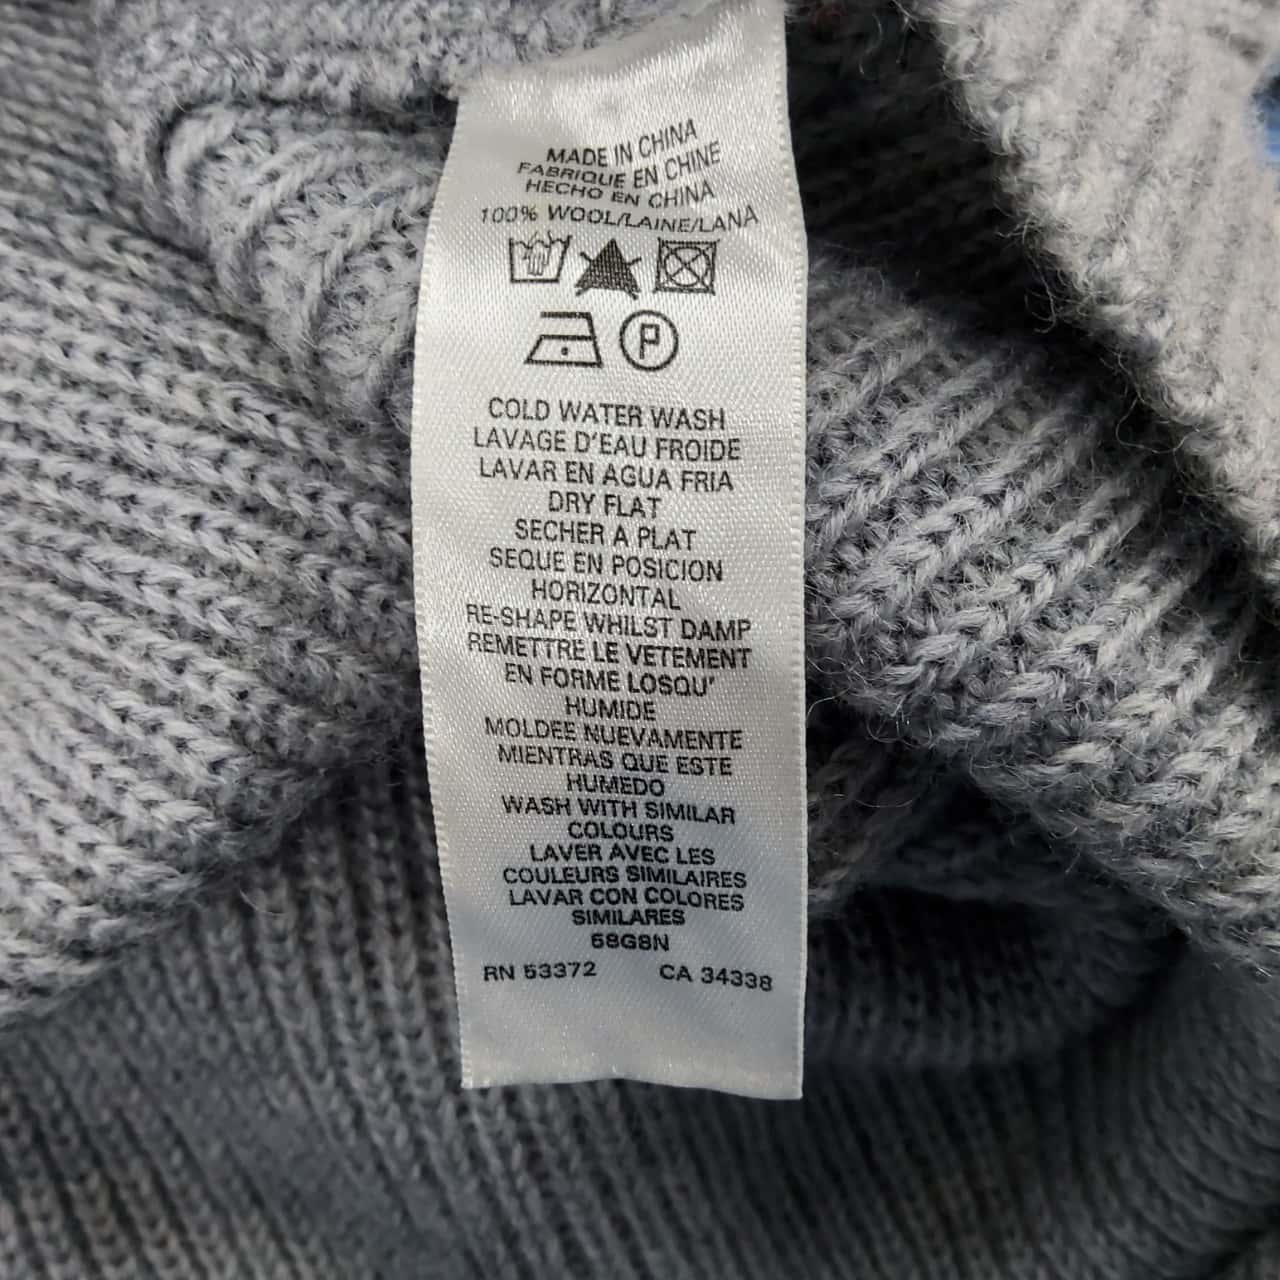 MADE IN CHINA
FABRIQUE EN CHINE
HECHO EN CHINA
100% WOOL/LAINE/LANA
P
COLD WATER WASH
LAVAGE D'EAU FROIDE
LAVAR EN AGUA FRIA
DRY FLAT
SECHER A PLAT
SEQUE EN POSICION
HORIZONTAL
RE-SHAPE WHILST DAMP
REMETTRE LE VETEMENT
EN FORME LOSQU'
HUMIDE
MOLDEE NUEVAMENTE
MIENTRAS QUE ESTE
HUMEDO
WASH WITH SIMILAR
COLOURS
LAVER AVEC LES
COULEURS SIMILAIRES
LAVAR CON COLORES
SIMILARES
58G8N
RN 53372 CA 34338